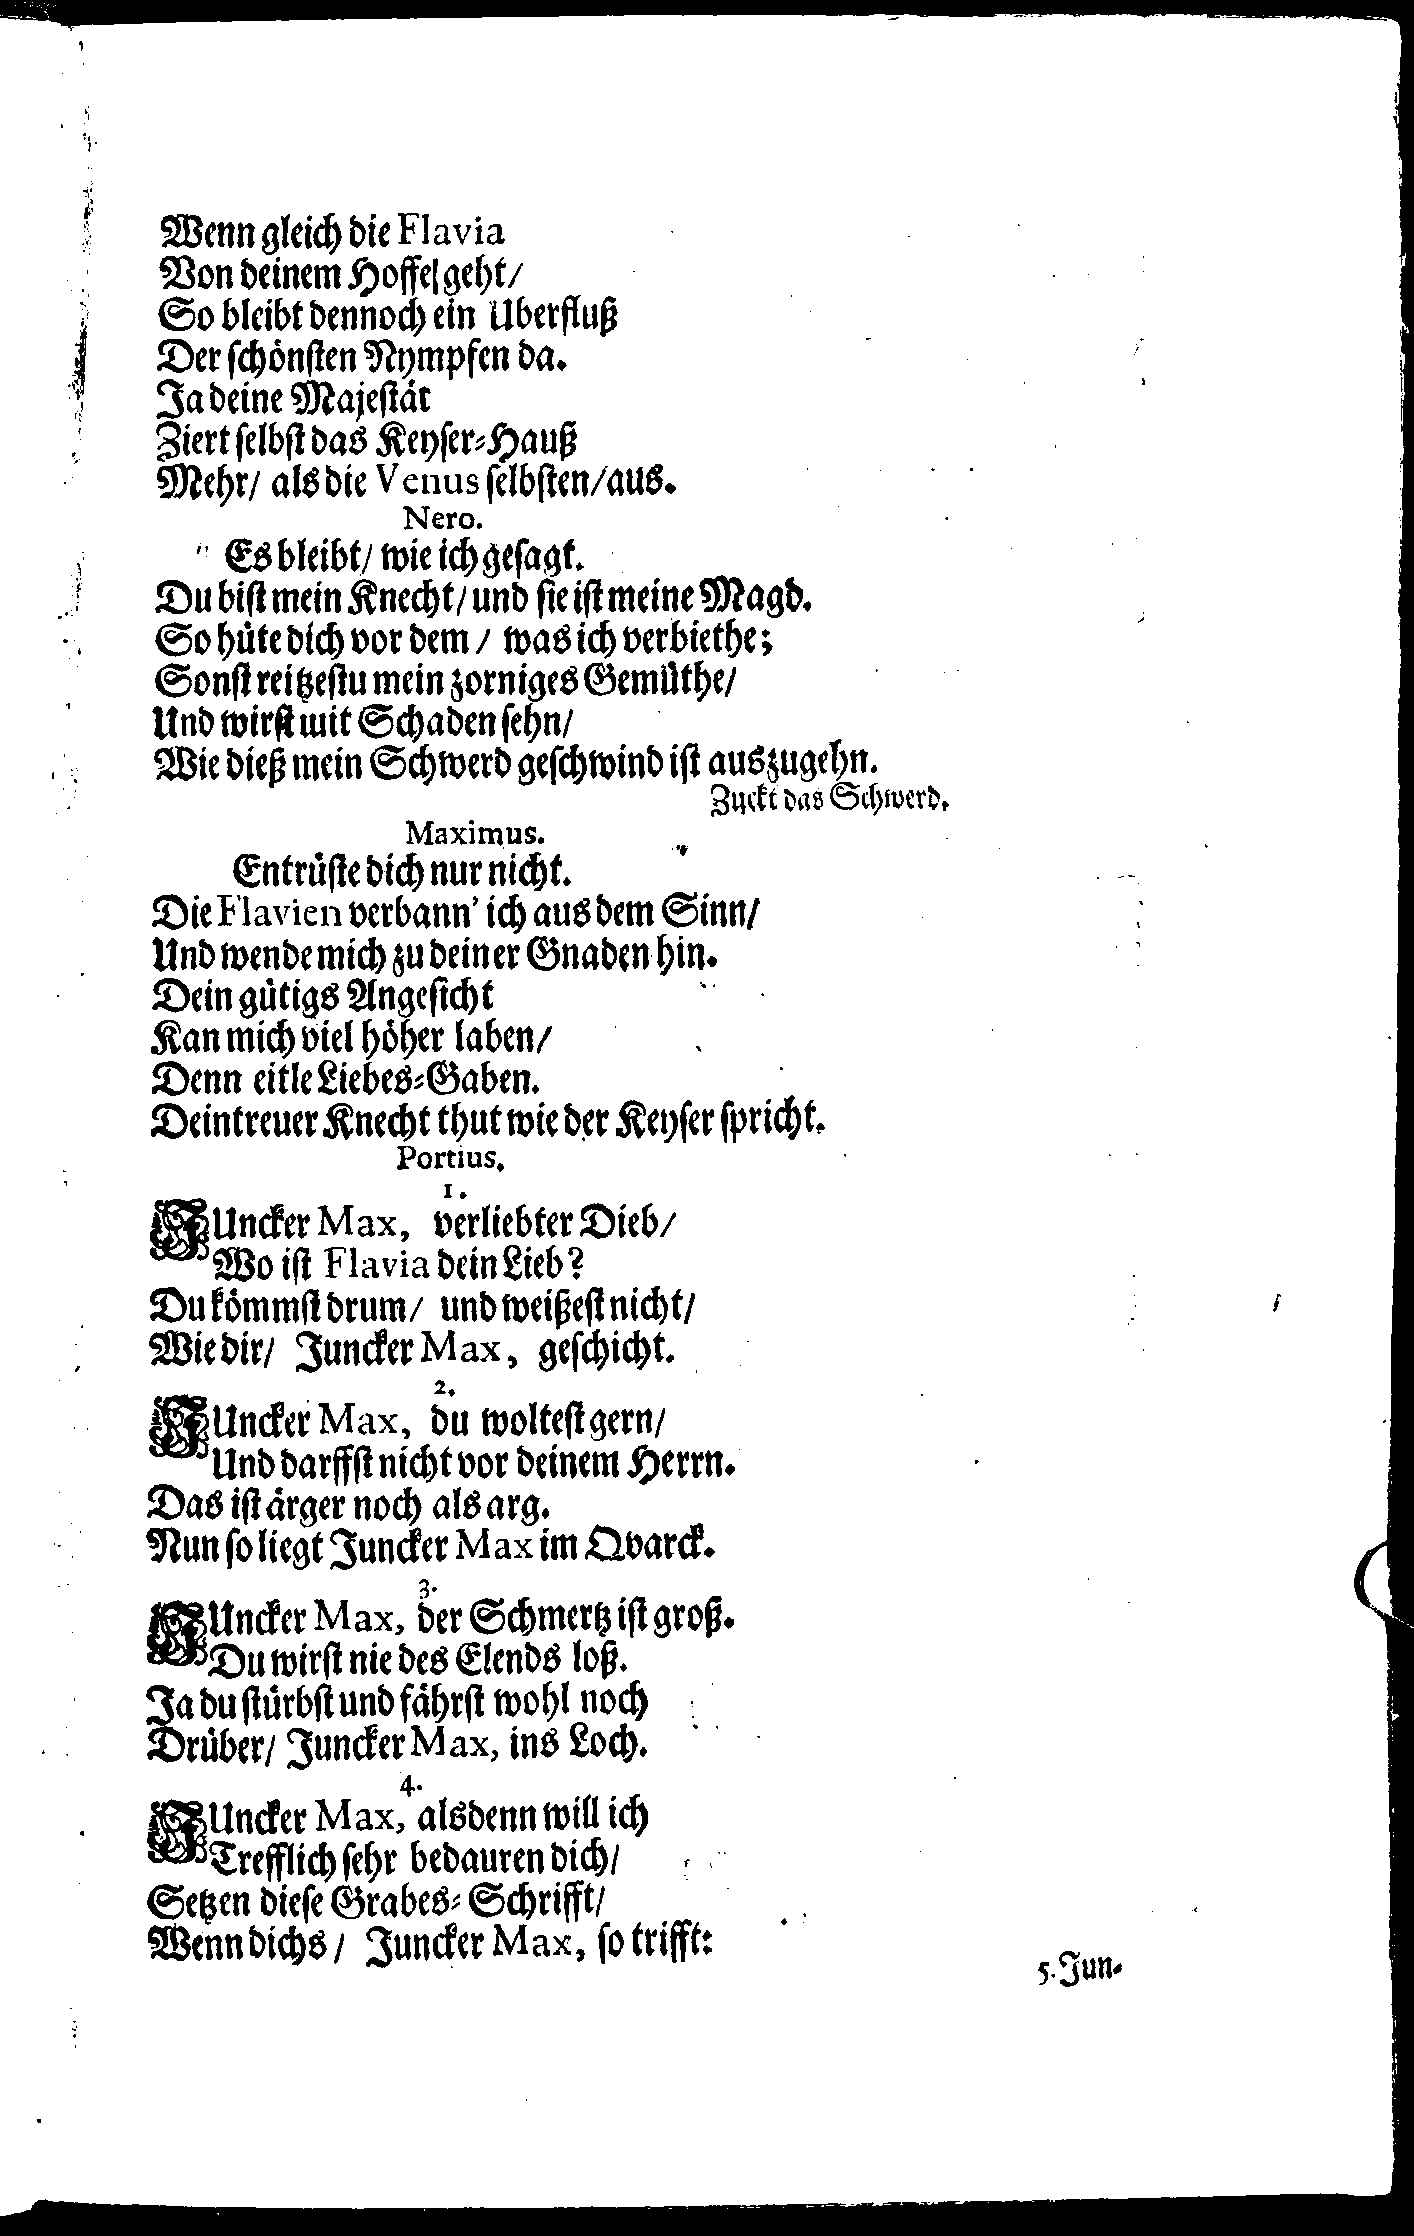 Wenn gleich die Flavia
Von deinem Hoffe geht/
So bleibt dennoch ein Uberfluß
Der schönsten Nympfen da.
Ja deine Majestät
Ziert selbst das Keyser-Hauß
Mehr/ als die Venus selbsten/aus.
Nero.
Es bleibt/ wie ich gesagt.
Du bist mein Knecht/ und sie ist meine Magd.
So hüte dich vor dem / was ich verbiethe;
Sonst reitzestu mein zorniges Gemüthe/
Und wirst mit Schaden sehn/
Wie dieß mein Schwerd geschwind ist auszugehn.
Zuckt das Schwerd.
Maximus.
Entrüste dich nur nicht.
Die Flavien verbann' ich aus dem Sinn/
Und wende mich zu deiner Gnaden hin.
Dein gütigs Angesicht
Kan mich viel höher laben/
Denn eitle Liebes-Gaben.
Dein treuer Knecht thut wie der Keyser spricht.
Portius.
1.
JUncker Max, verliebter Dieb/
Wo ist Flavia dein Lieb?
Du kömmst drum/ und weißest nicht/
Wie dir/ Juncker Max, geschicht.
2.
JUncker Max, du woltest gern/
Und darffst nicht vor deinem Herrn.
Das ist ärger noch als arg.
Nun so liegt Juncker Max im Qvarck.
3.
JUncker Max, der Schmertz ist groß.
Du wirst nie des Elends loß.
Ja du stürbst und fährst wohl noch
Drüber/ Juncker Max, ins Loch.
4.
JUncker Max, alsdenn will ich
Trefflich sehr bedauren dich/
Setzen diese Grabes-Schrifft/
Wenn dichs / Juncker Max, so trifft:
5. Jun-